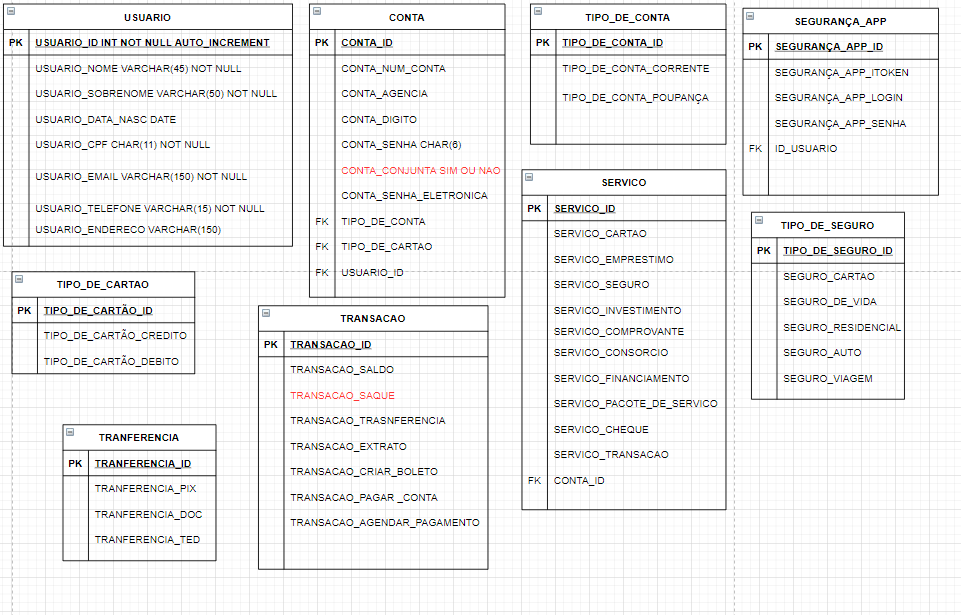 USUARIO
PK USUARIO_ID INT NOT NULL AUTO_INCREMENT
USUARIO_NOME VARCHAR(45) NOT NULL
USUARIO_SOBRENOME VARCHAR(50) NOT NULL
USUARIO_DATA_NASC DATE
USUARIO_CPF CHAR(11) NOT NULL
USUARIO_EMAIL VARCHAR(150) NOT NULL
USUARIO_TELEFONE VARCHAR(15) NOT NULL
USUARIO_ENDERECO VARCHAR(150)
CONTA
PK CONTA_ID
CONTA_NUM_CONTA
CONTA_AGENCIA
CONTA_DIGITO
CONTA_SENHA CHAR(6)
CONTA_CONJUNTA SIM OU NAO
CONTA_SENHA_ELETRONICA
FK TIPO_DE_CONTA
FK TIPO_DE_CARTAO
FK USUARIO_ID
TIPO_DE_CONTA
PK TIPO_DE_CONTA_ID
TIPO_DE_CONTA_CORRENTE
TIPO_DE_CONTA_POUPANÇA
SEGURANÇA_APP
PK SEGURANÇA_APP_ID
SEGURANÇA_APP_ITOKEN
SEGURANÇA_APP_LOGIN
SEGURANÇA_APP_SENHA
FK ID_USUARIO
SERVICO
PK SERVICO_ID
SERVICO_CARTAO
SERVICO_EMPRESTIMO
SERVICO_SEGURO
SERVICO_INVESTIMENTO
SERVICO_COMPROVANTE
SERVICO_CONSORCIO
SERVICO_FINANCIAMENTO
SERVICO_PACOTE_DE_SERVICO
SERVICO_CHEQUE
SERVICO_TRANSACAO
FK CONTA_ID
TIPO_DE_SEGURO
PK TIPO_DE_SEGURO_ID
SEGURO_CARTAO
SEGURO_DE_VIDA
SEGURO_RESIDENCIAL
SEGURO_AUTO
SEGURO_VIAGEM
TIPO_DE_CARTAO
PK TIPO_DE_CARTÃO_ID
TIPO_DE_CARTÃO_CREDITO
TIPO_DE_CARTÃO_DEBITO
TRANSACAO
PK TRANSACAO_ID
TRANSACAO_SALDO
TRANSACAO_SAQUE
TRANSACAO_TRASNFERENCIA
TRANSACAO_EXTRATO
TRANSACAO_CRIAR_BOLETO
TRANSACAO_PAGAR _CONTA
TRANSACAO_AGENDAR_PAGAMENTO
TRANFERENCIA
PK TRANFERENCIA_ID
TRANFERENCIA_PIX
TRANFERENCIA_DOC
TRANFERENCIA_TED